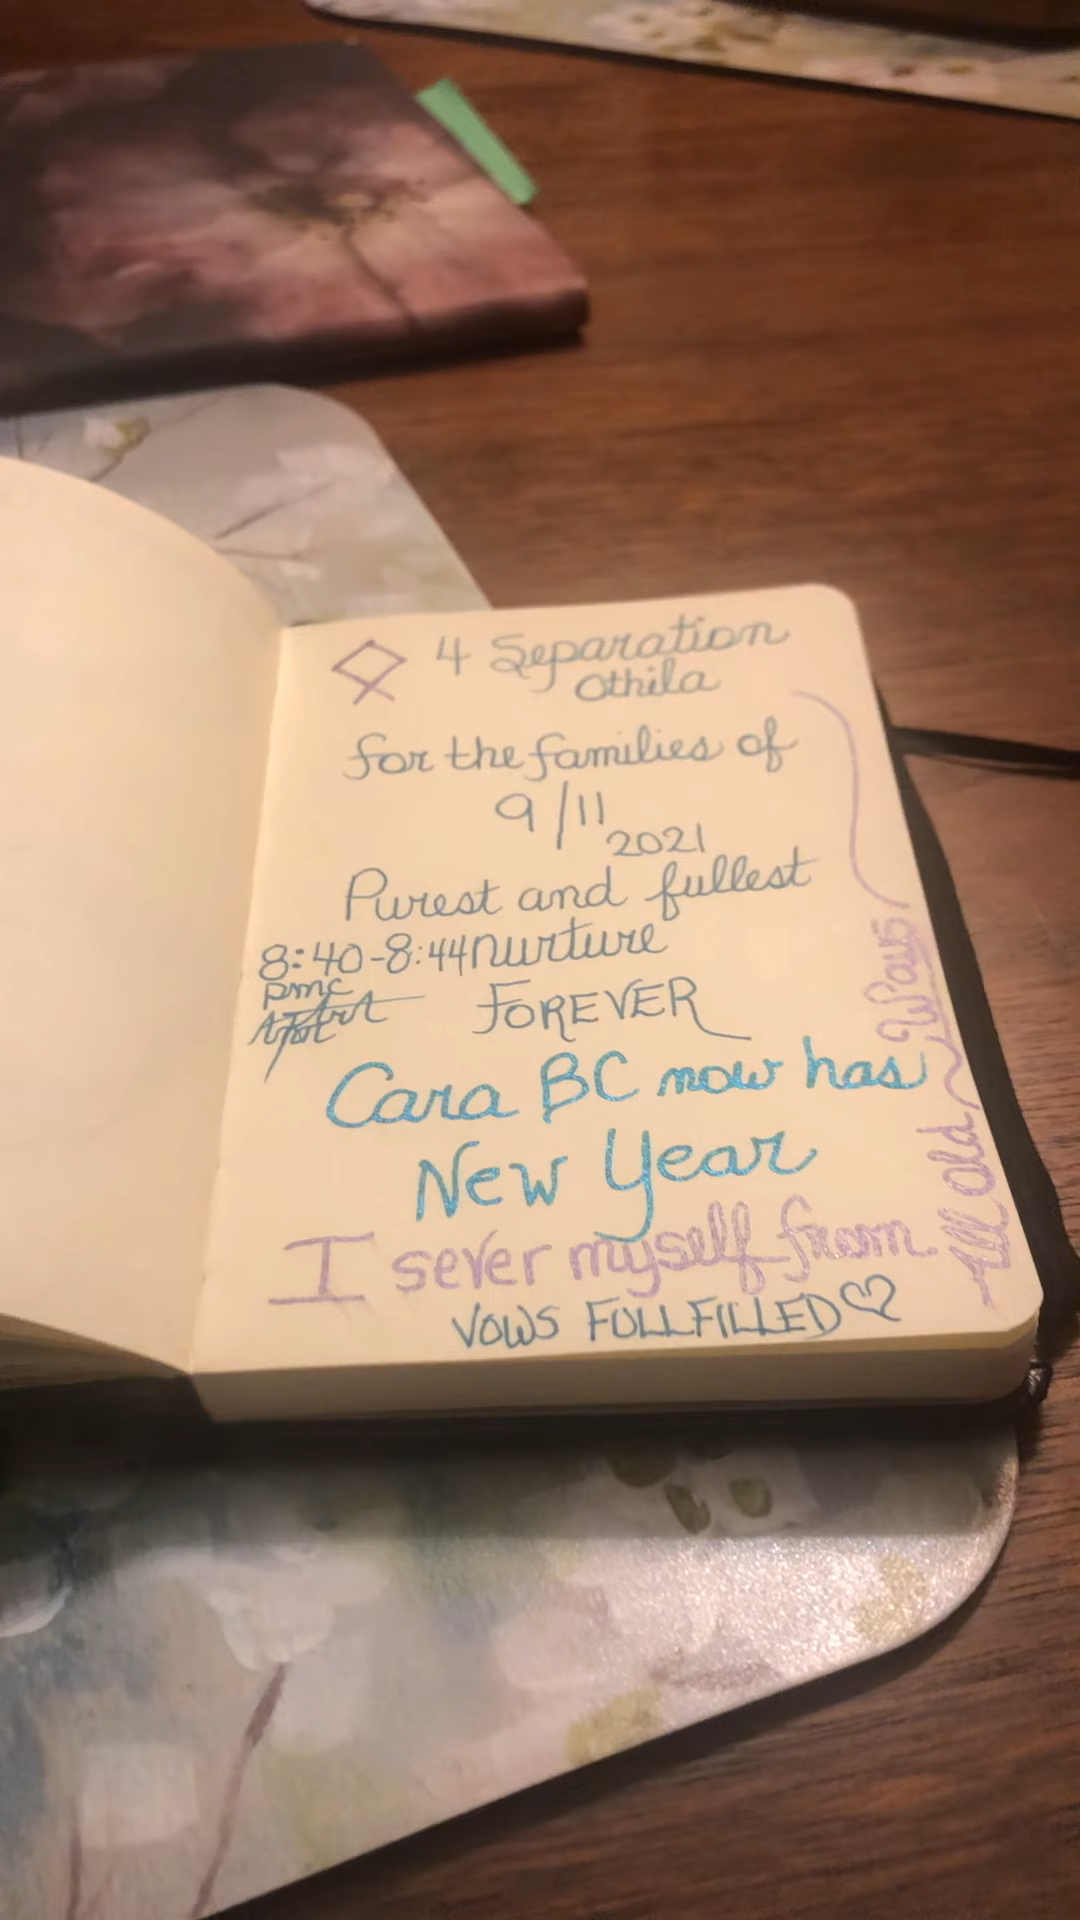 4 Separation
Othila
for the families of
9/11
2021
Purest and fullest
8:40-8:44 nurture
pmc
FOREVER
Cara BC now has
New Year
I sever myself from
All Old Ways
VOWS FULLFILLED